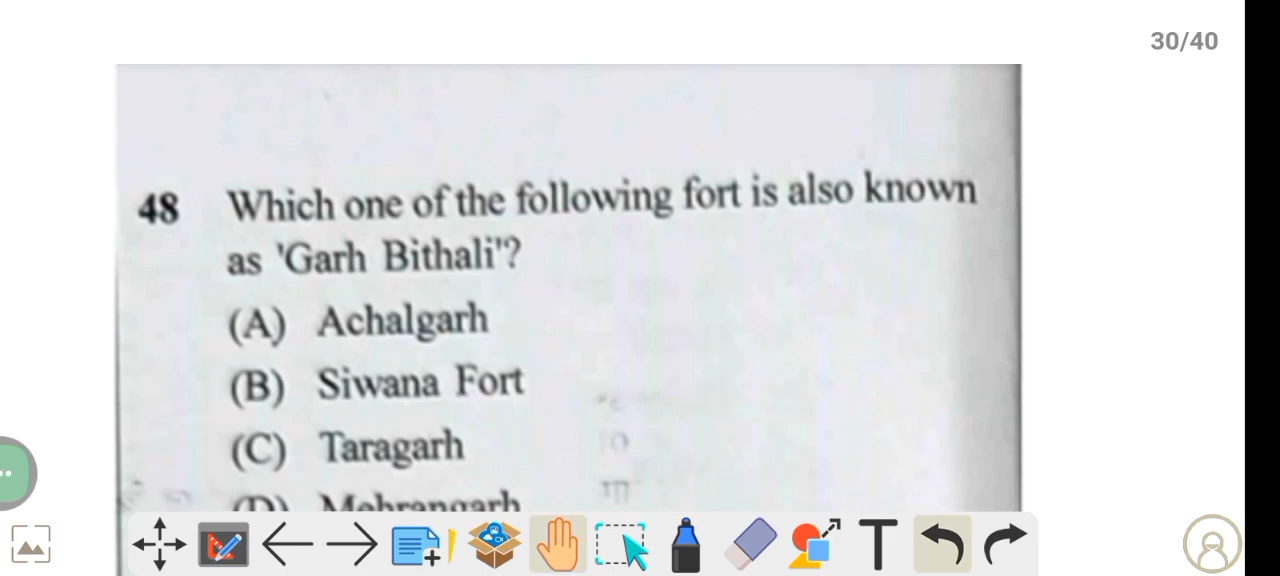 30/40
48 Which one of the following fort is also known
as 'Garh Bithali'?
(A) Achalgarh
(B) Siwana Fort
(C) Taragarh
(D) Mehrangarh
T